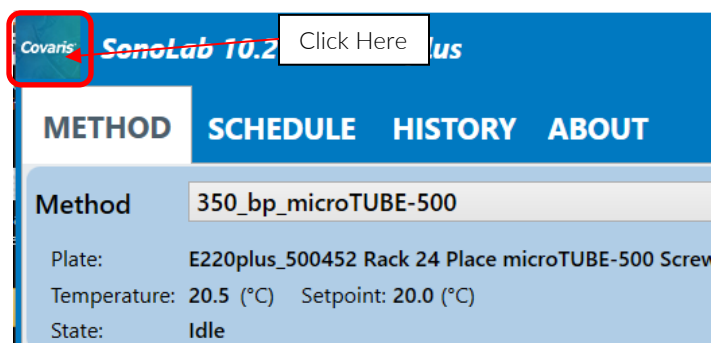 Covaris SonoLab 10.2 lus
Click Here
METHOD SCHEDULE HISTORY ABOUT
Method 350_bp_microTUBE-500
Plate: E220plus_500452 Rack 24 Place microTUBE-500 Screw
Temperature: 20.5 (°C) Setpoint: 20.0 (°C)
State: Idle